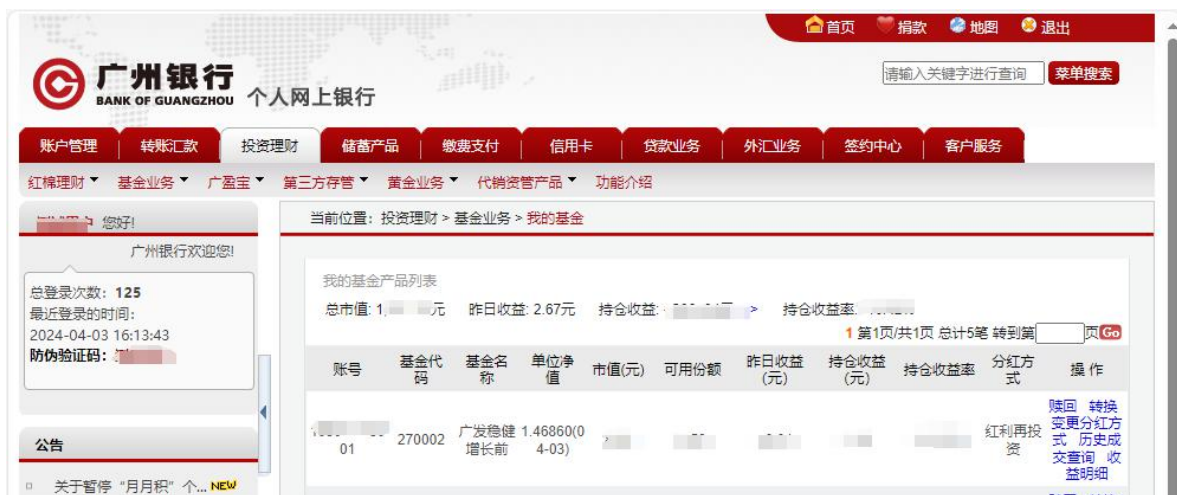 首页 捐款 地图 退出
广州银行
BANK OF GUANGZHOU
个人网上银行
请输入关键字进行查询 菜单搜索
账户管理 转账汇款 投资理财 储蓄产品 缴费支付 信用卡 贷款业务 外汇业务 签约中心 客户服务
红棉理财 基金业务 广盈宝 第三方存管 黄金业务 代销资管产品 功能介绍
您好!
广州银行欢迎您!
总登录次数: 125
最近登录的时间:
2024-04-03 16:13:43
防伪验证码:
公告
关于暂停 “月月积” 个... NEW
当前位置: 投资理财 > 基金业务 > 我的基金
我的基金产品列表
总市值: 1, 元 昨日收益: 2.67元 持仓收益: > 持仓收益率:
1 第1页/共1页 总计5笔 转到第 页 Go
账号 基金代码 基金名称 单位净值 市值(元) 可用份额 昨日收益(元) 持仓收益(元) 持仓收益率 分红方式 操作
01 270002 广发稳健增长前 1.46860(04-03) 红利再投资
赎回 转换
变更分红方
式 历史成
交查询 收
益明细